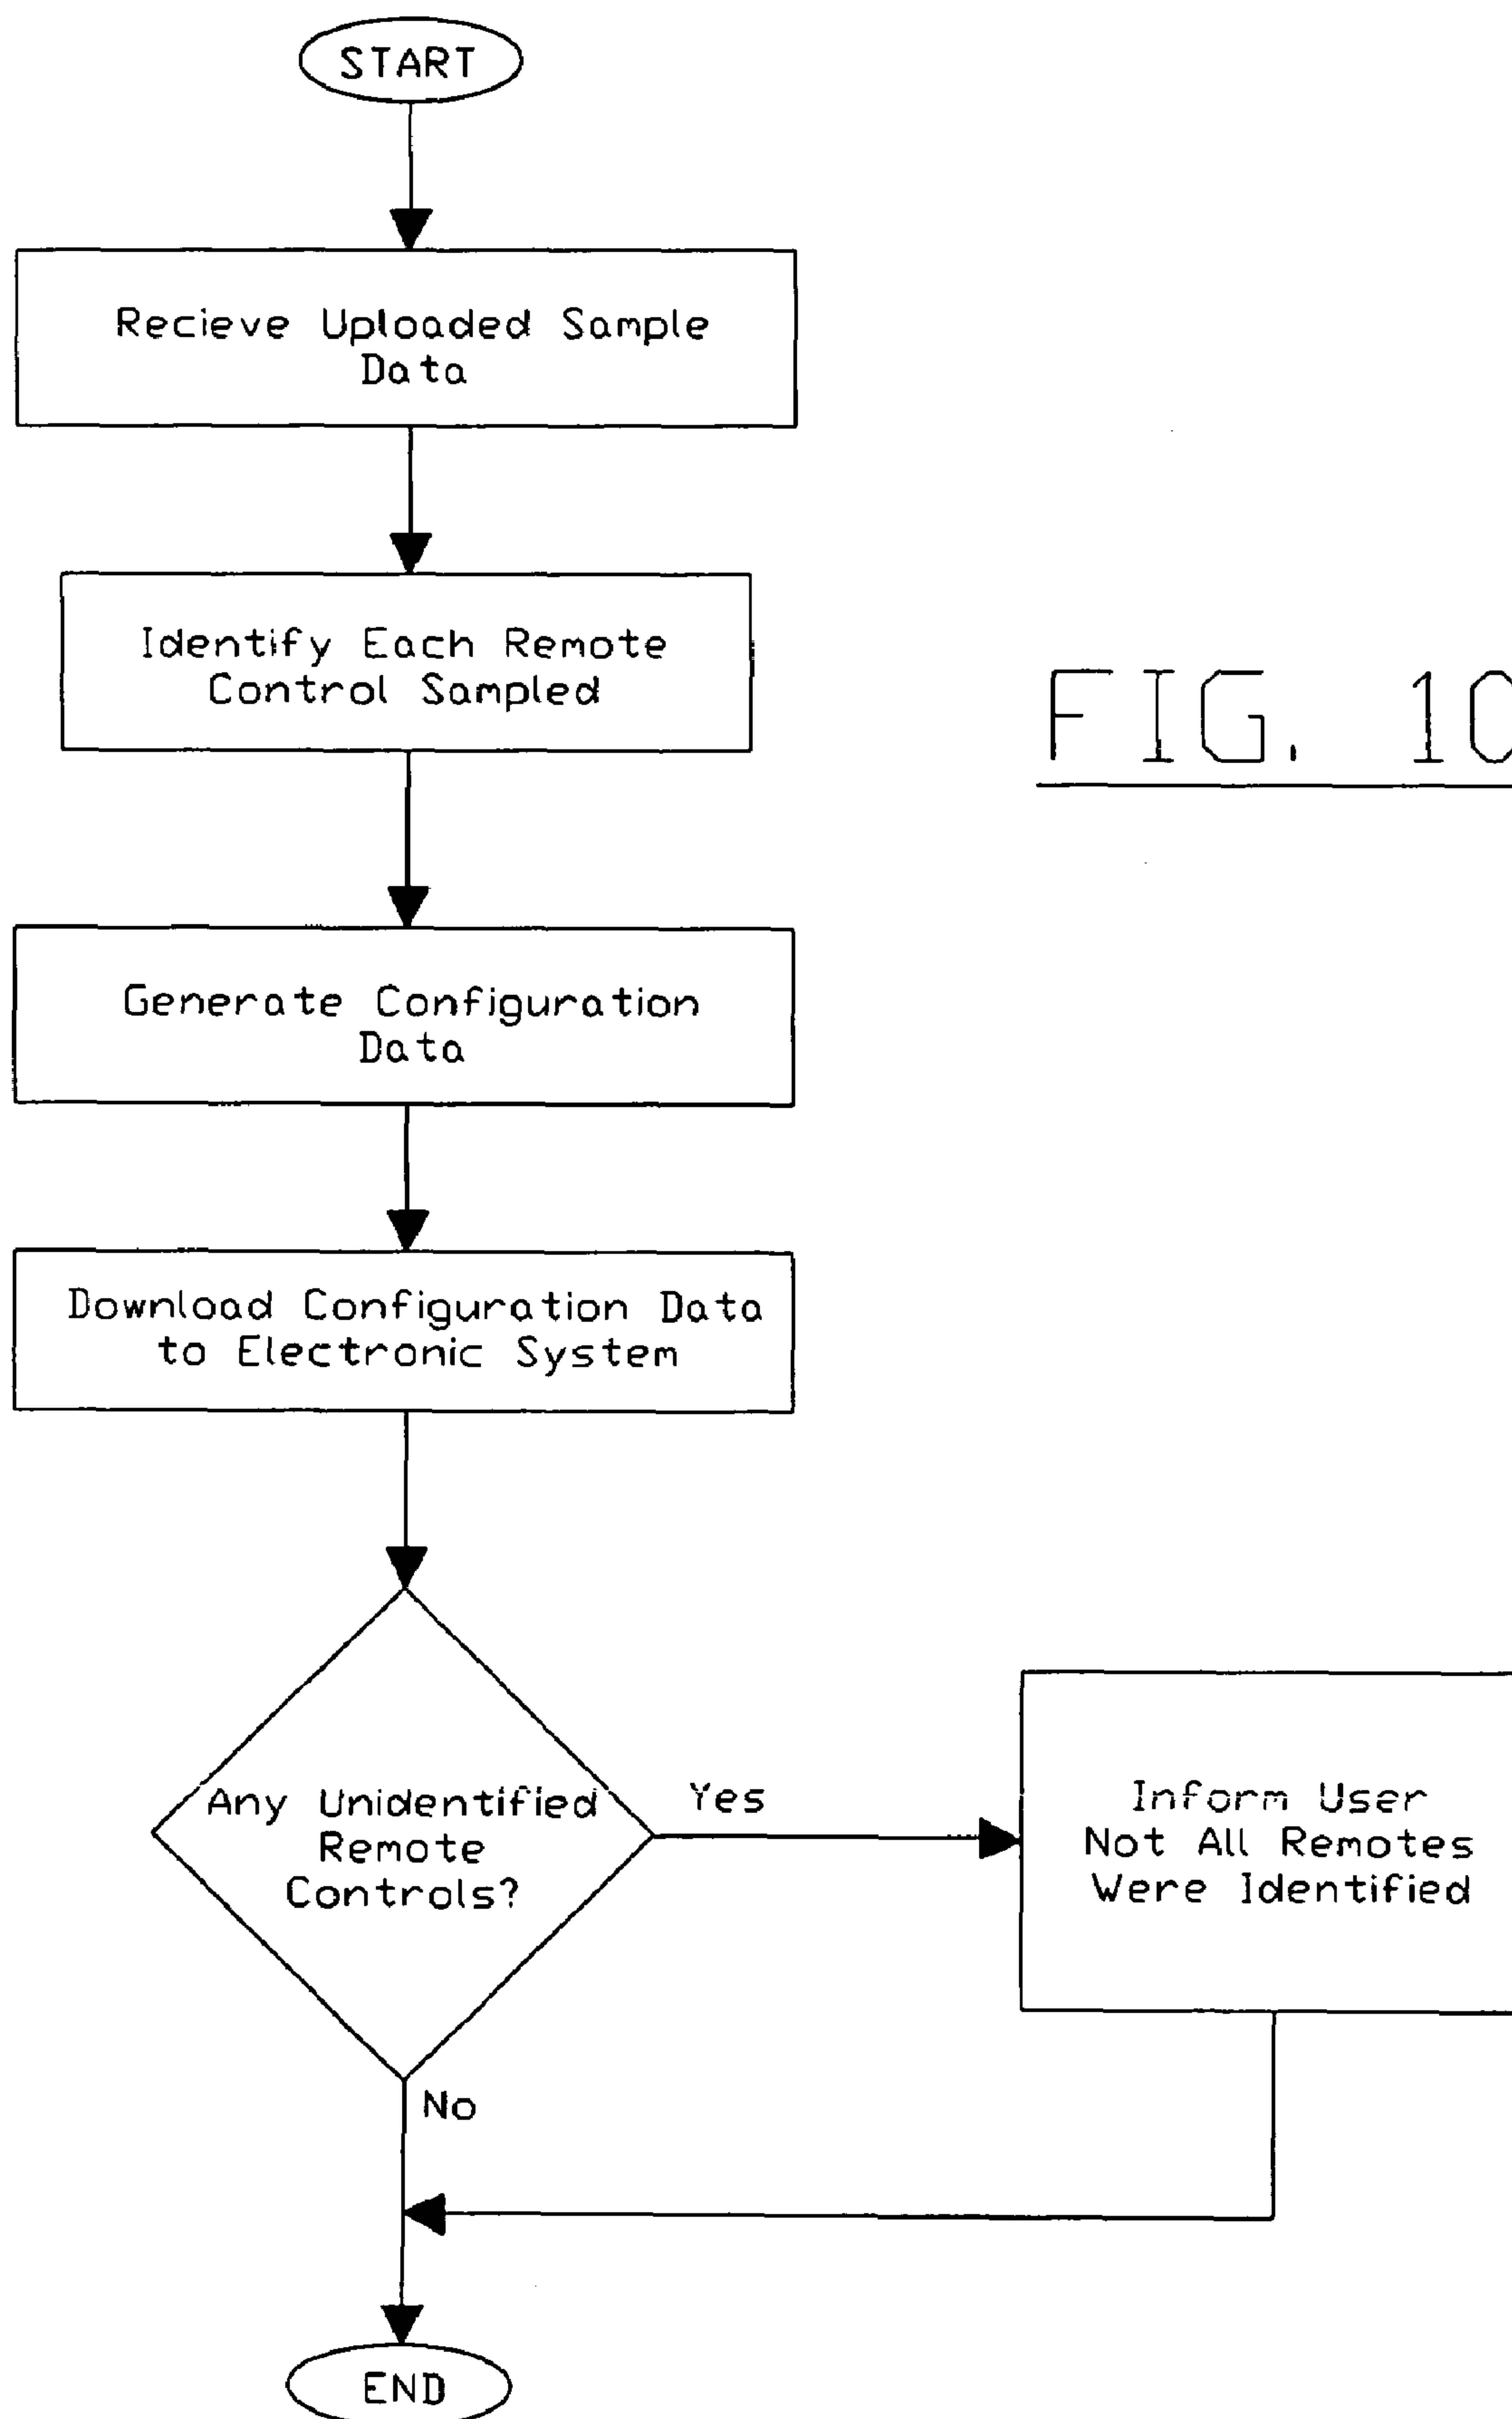 START
Recieve Uploaded Sample
Data
Identify Each Remote
Control Sampled
FIG. 10
Generate Configuration
Data
Download Configuration Data
to Electronic System
Any Unidentified
Remote
Controls?
Yes
Inform User
Not All Remotes
Were Identified
No
END